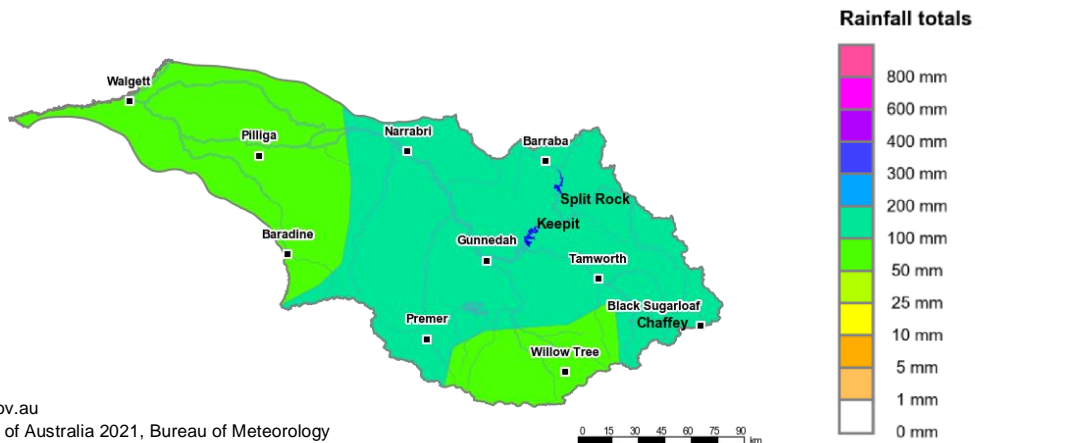 Rainfall totals
800 mm
600 mm
400 mm
300 mm
200 mm
100 mm
50 mm
25 mm
10 mm
5 mm
1 mm
0 mm
Walgett
Pilliga
Narrabri
Barraba
Split Rock
Keepit
Baradine
Gunnedah
Tamworth
Black Sugarloaf
Chaffey
Premer
Willow Tree
ov.au
of Australia 2021, Bureau of Meteorology
0 15 30 45 60 75 90
km